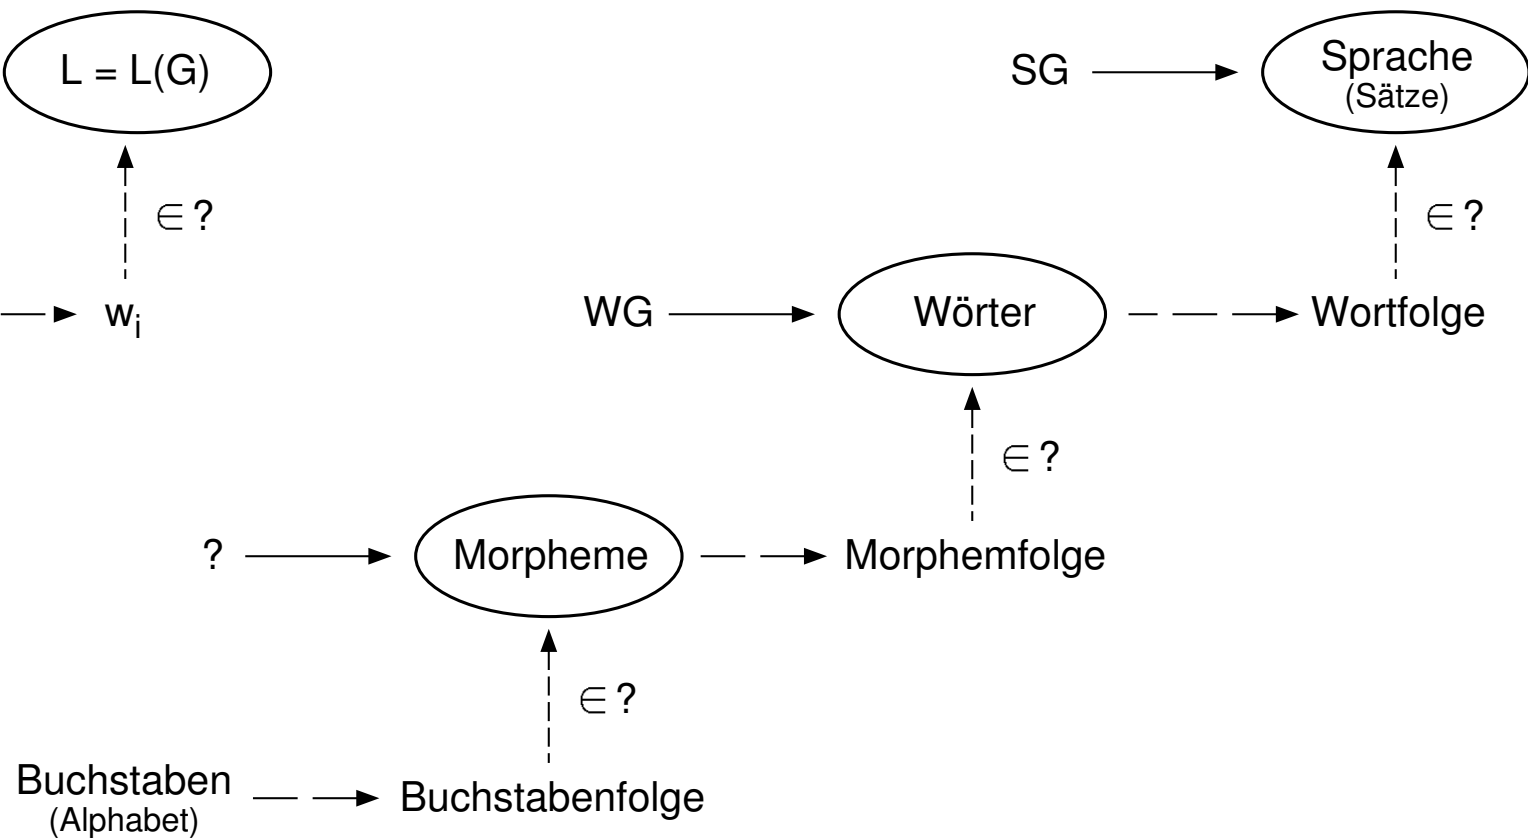 L = L(G)
SG
Sprache
(Sätze)
∈ ?
∈ ?
wi
WG
Wörter
Wortfolge
∈ ?
?
Morpheme
Morphemfolge
∈ ?
Buchstaben
(Alphabet)
Buchstabenfolge